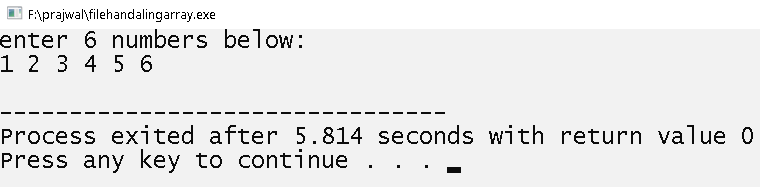 F:\prajwal\filehandalingarray.exe
enter 6 numbers below:
1 2 3 4 5 6
--------------------------------
Process exited after 5.814 seconds with return value 0
Press any key to continue . . .